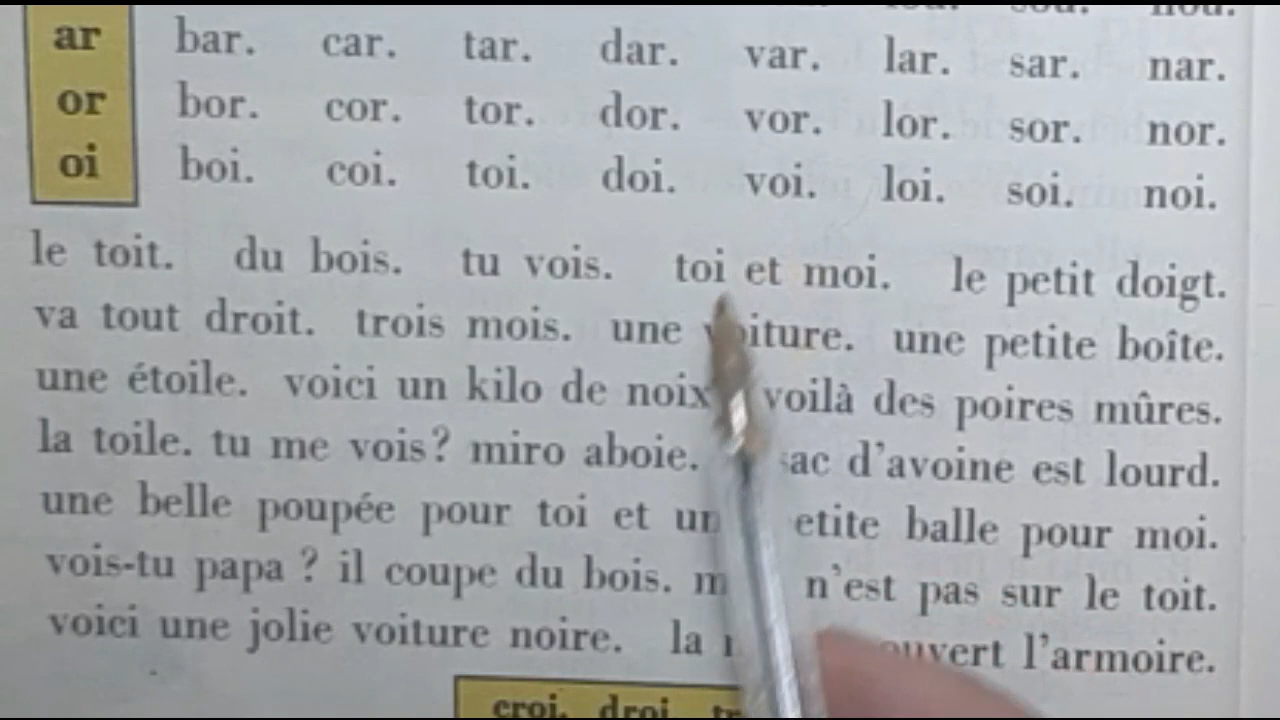 ar bar. car. tar. dar. var. lar. sar. nar.
or bor. cor. tor. dor. vor. lor. sor. nor.
oi boi. coi. toi. doi. voi. loi. soi. noi.
le toit. du bois. tu vois. toi et moi. le petit doigt.
va tout droit. trois mois. une voiture. une petite boîte.
une étoile. voici un kilo de noix voilà des poires mûres.
la toile. tu me vois? miro aboie. sac d'avoine est lourd.
une belle poupée pour toi et balle pour moi.
vois-tu papa ? il coupe du bois. n'est pas sur le toit.
voici une jolie voiture noire. la l'armoire.
croi. droi.